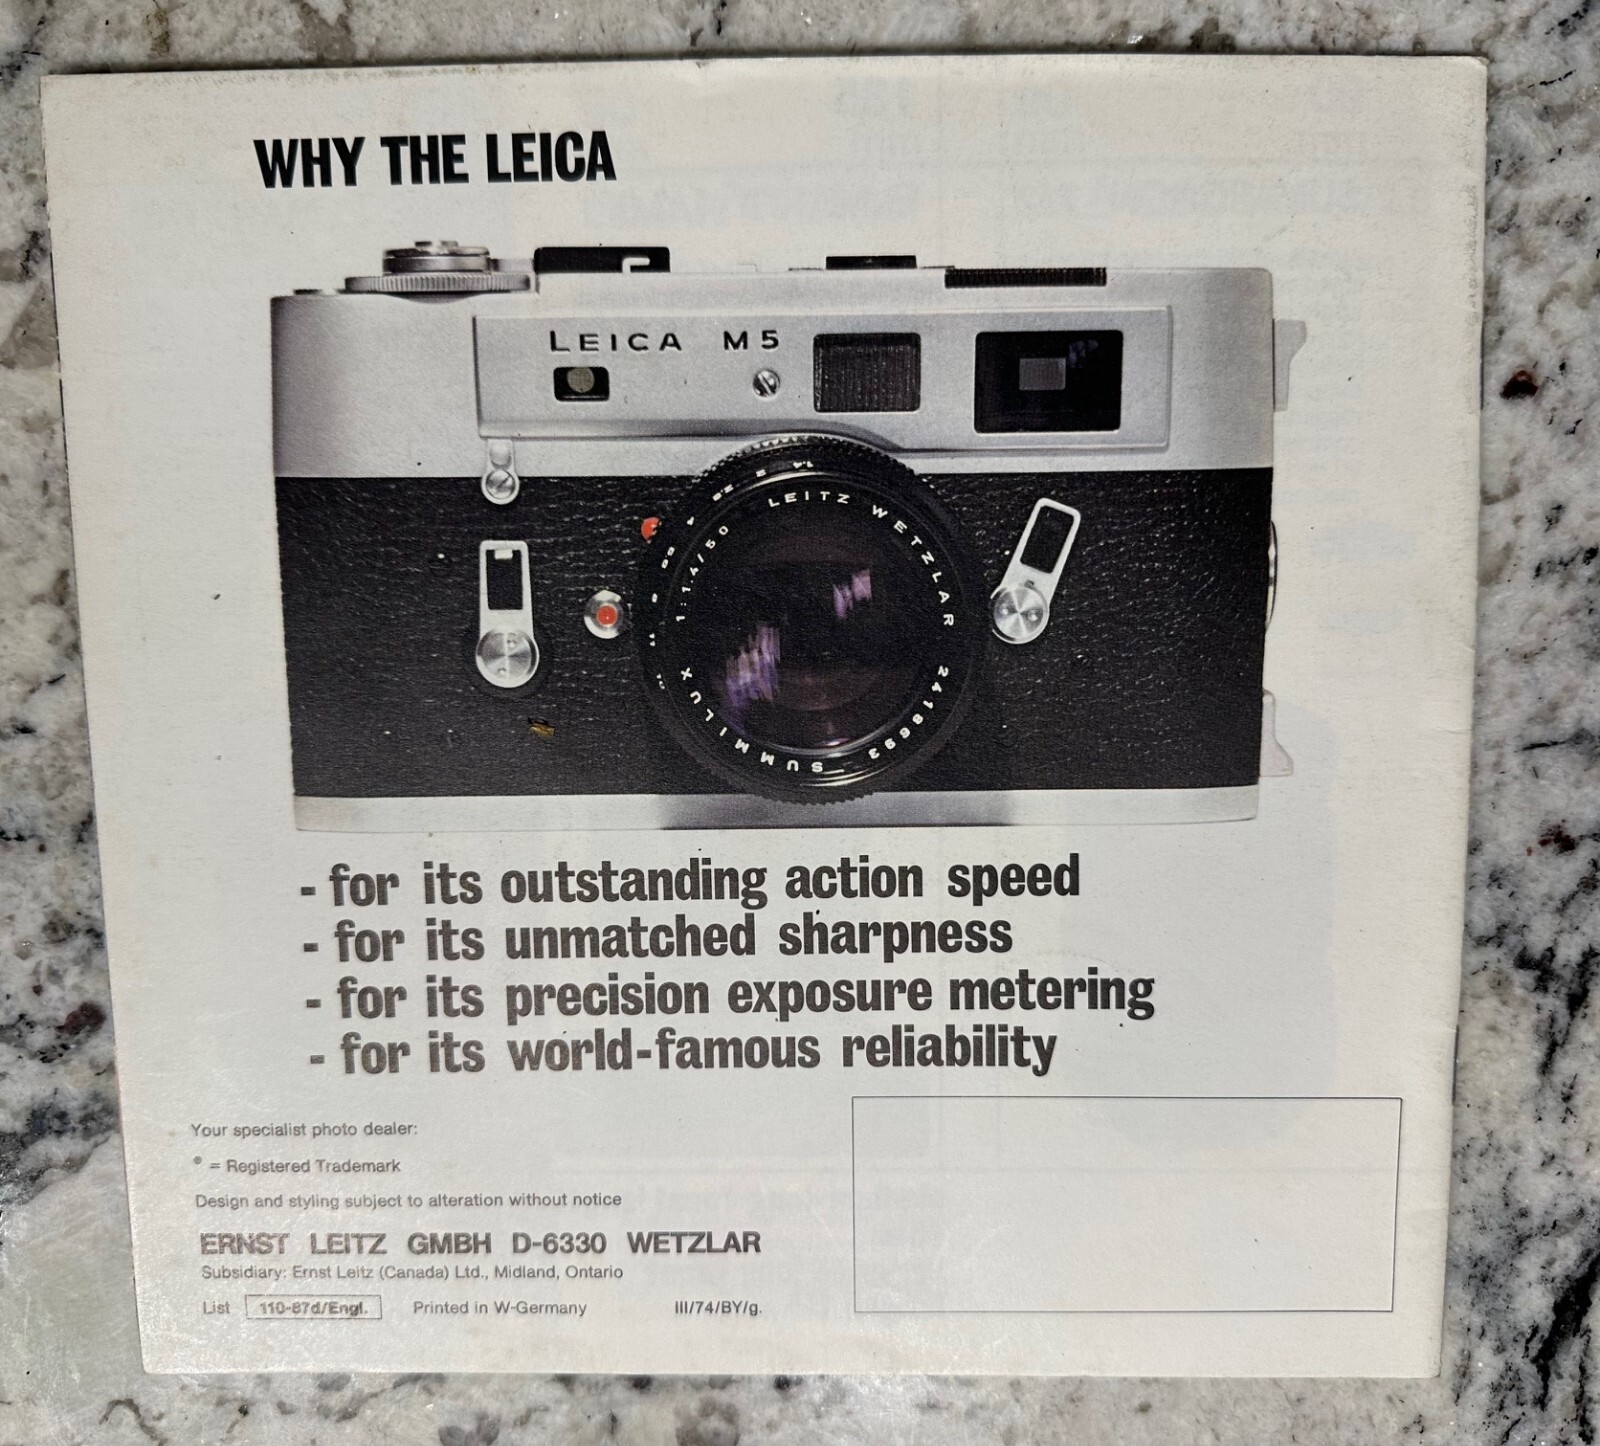 WHY THE LEICA
LEICA M5
LEITZ WETZLAR 2418693 SUMMILUX 1:1.4/50
- for its outstanding action speed
- for its unmatched sharpness
- for its precision exposure metering
- for its world-famous reliability
Your specialist photo dealer:
® = Registered Trademark
Design and styling subject to alteration without notice
ERNST LEITZ GMBH D-6330 WETZLAR
Subsidiary: Ernst Leitz (Canada) Ltd., Midland, Ontario
List 110-87d/Engl. Printed in W-Germany III/74/BY/g.